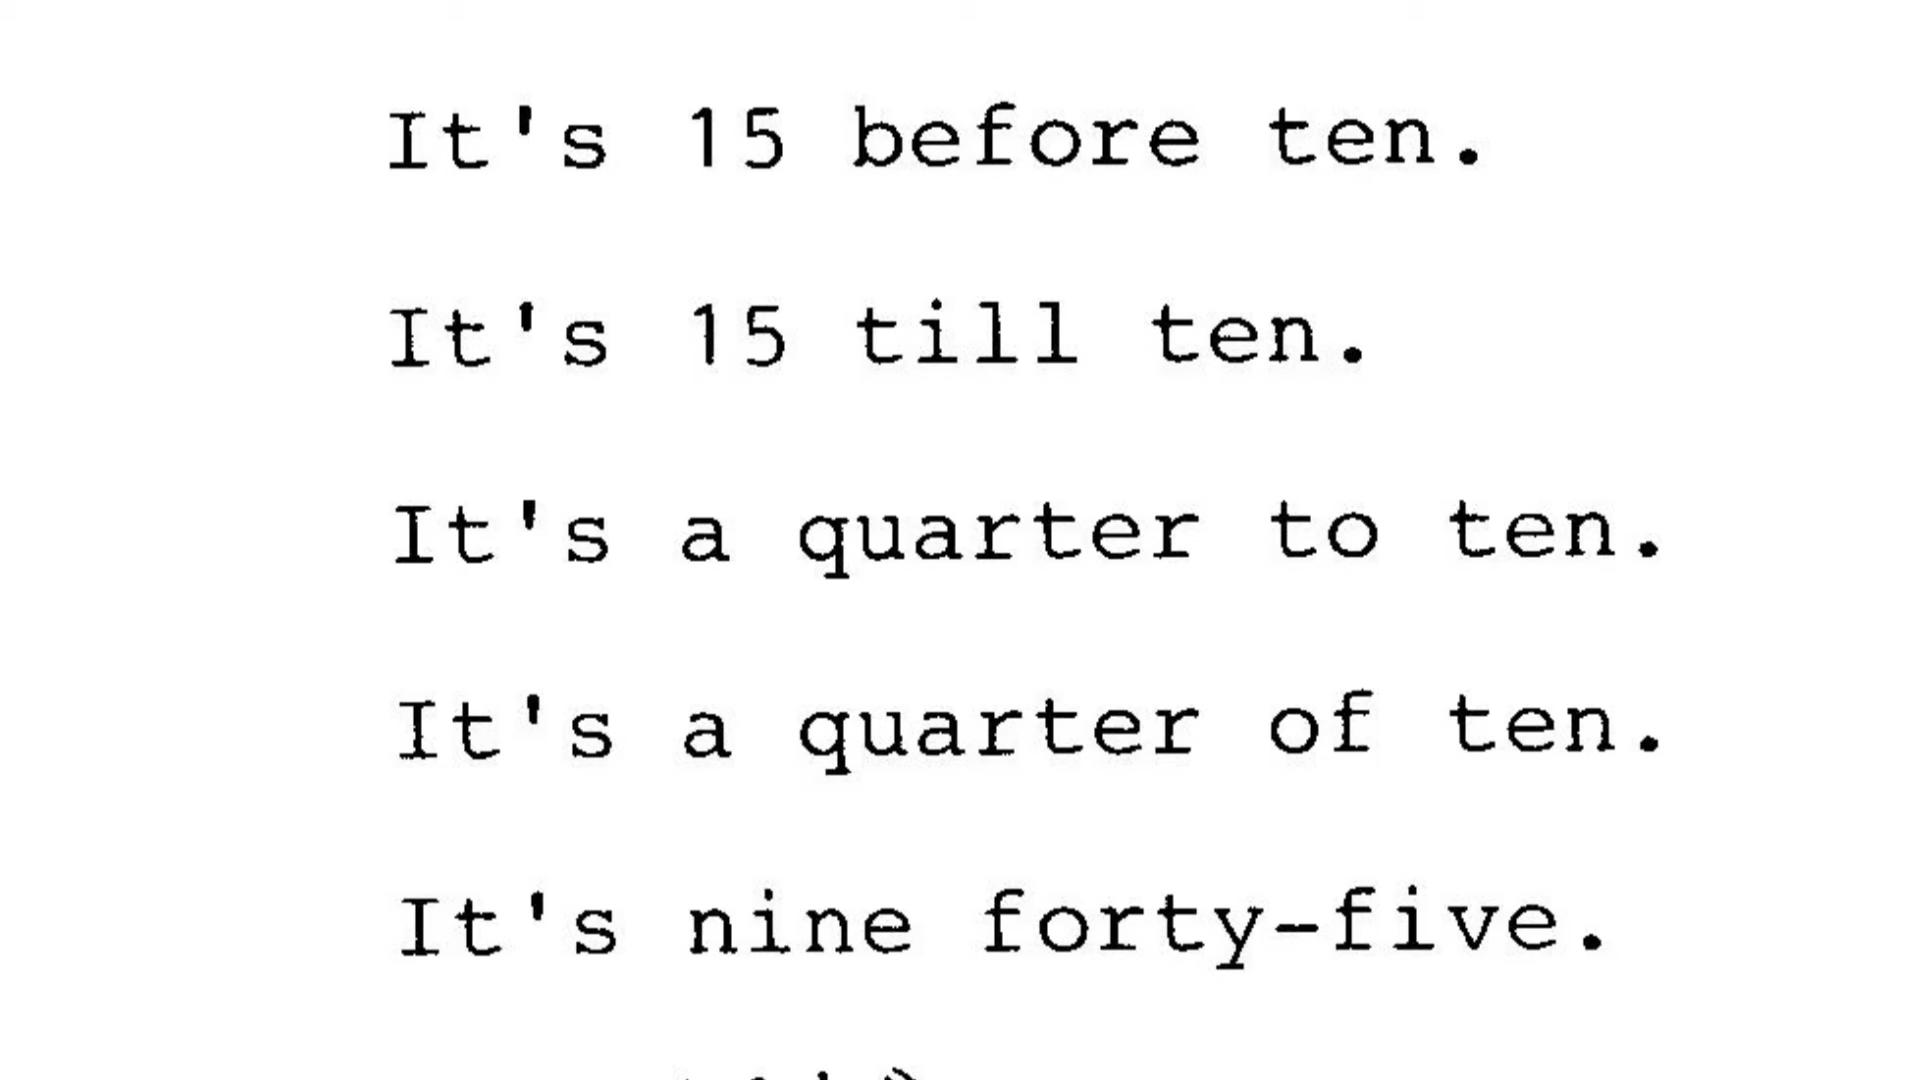 It's 15 before ten.
It's 15 till ten.
It's a quarter to ten.
It's a quarter of ten.
It's nine forty-five.